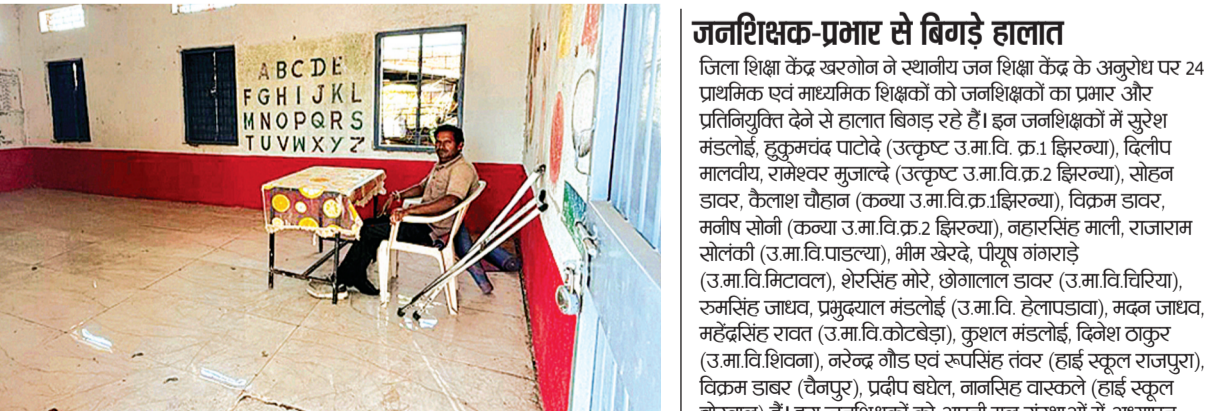 A B C D E
F G H I J K L
M N O P Q R S
T U V W X Y Z
जनशिक्षक-प्रभार से बिगड़े हालात
जिला शिक्षा केंद्र खरगोन ने स्थानीय जन शिक्षा केंद्र के अनुरोध पर 24
प्राथमिक एवं माध्यमिक शिक्षकों को जनशिक्षकों का प्रभार और
प्रतिनियुक्ति देने से हालात बिगड़ रहे हैं। इन जनशिक्षकों में सुरेश
मंडलोई, हुकुमचंद पाटोदे (उत्कृष्ट उ.मा.वि. क्र.1 झिरन्या), दिलीप
मालवीय, रामेश्वर मुजाल्दे (उत्कृष्ट उ.मा.वि.क्र.2 झिरन्या), सोहन
डावर, कैलाश चौहान (कन्या उ.मा.वि.क्र.1झिरन्या), विक्रम डावर,
मनीष सोनी (कन्या उ.मा.वि.क्र.2 झिरन्या), नहारसिंह माली, राजाराम
सोलंकी (उ.मा.वि.पाडल्या), भीम खेरदे, पीयूष गंगराड़े
(उ.मा.वि.मिटावल), शेरसिंह मोरे, छोगालाल डावर (उ.मा.वि.चिरिया),
रुमसिंह जाधव, प्रभुदयाल मंडलोई (उ.मा.वि. हेलापडावा), मदन जाधव,
महेंद्रसिंह रावत (उ.मा.वि.कोटबेड़ा), कुशल मंडलोई, दिनेश ठाकुर
(उ.मा.वि.शिवना), नरेन्द्र गौड एवं रूपसिंह तंवर (हाई स्कूल राजपुरा),
विक्रम डाबर (चैनपुर), प्रदीप बघेल, नानसिह वास्कले (हाई स्कूल